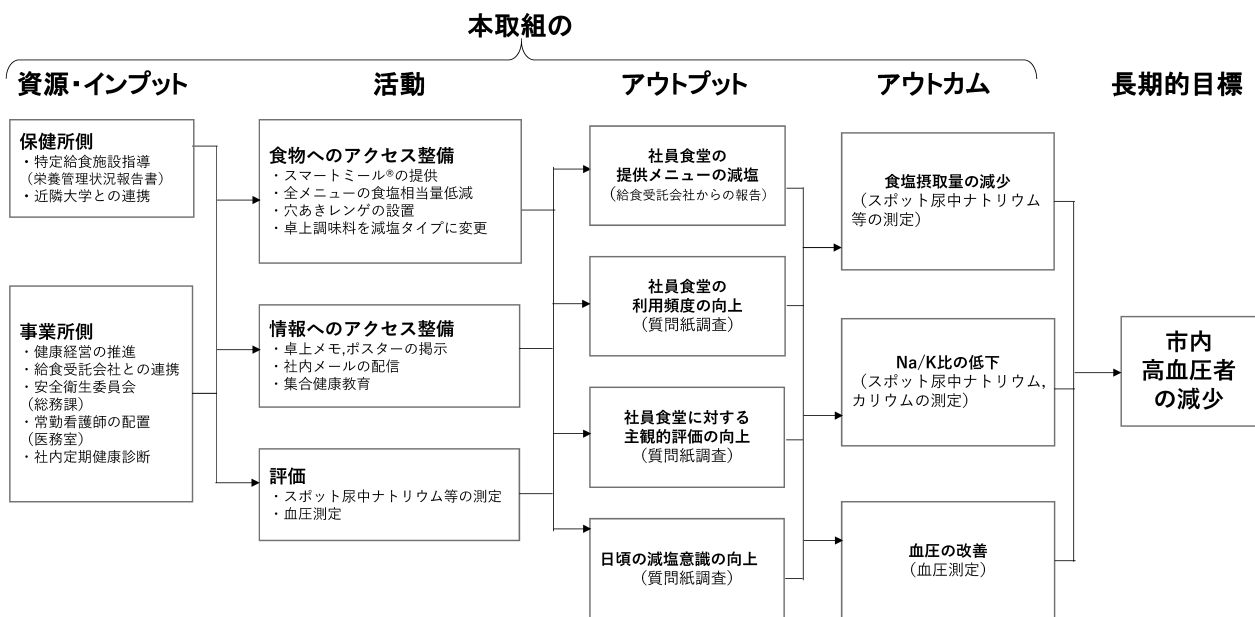 本取組の
資源・インプット
活動
アウトプット
アウトカム
長期的目標
保健所側
・特定給食施設指導
（栄養管理状況報告書）
・近隣大学との連携
事業所側
・健康経営の推進
・給食受託会社との連携
・安全衛生委員会
（総務課）
・常勤看護師の配置
（医務室）
・社内定期健康診断
食物へのアクセス整備
・スマートミール®の提供
・全メニューの食塩相当量低減
・穴あきレンゲの設置
・卓上調味料を減塩タイプに変更
情報へのアクセス整備
・卓上メモ,ポスターの掲示
・社内メールの配信
・集合健康教育
評価
・スポット尿中ナトリウム等の測定
・血圧測定
社員食堂の
提供メニューの減塩
（給食受託会社からの報告）
社員食堂の
利用頻度の向上
（質問紙調査）
社員食堂に対する
主観的評価の向上
（質問紙調査）
日頃の減塩意識の向上
（質問紙調査）
食塩摂取量の減少
（スポット尿中ナトリウム
等の測定）
Na/K比の低下
（スポット尿中ナトリウム,
カリウムの測定）
血圧の改善
（血圧測定）
市内
高血圧者
の減少